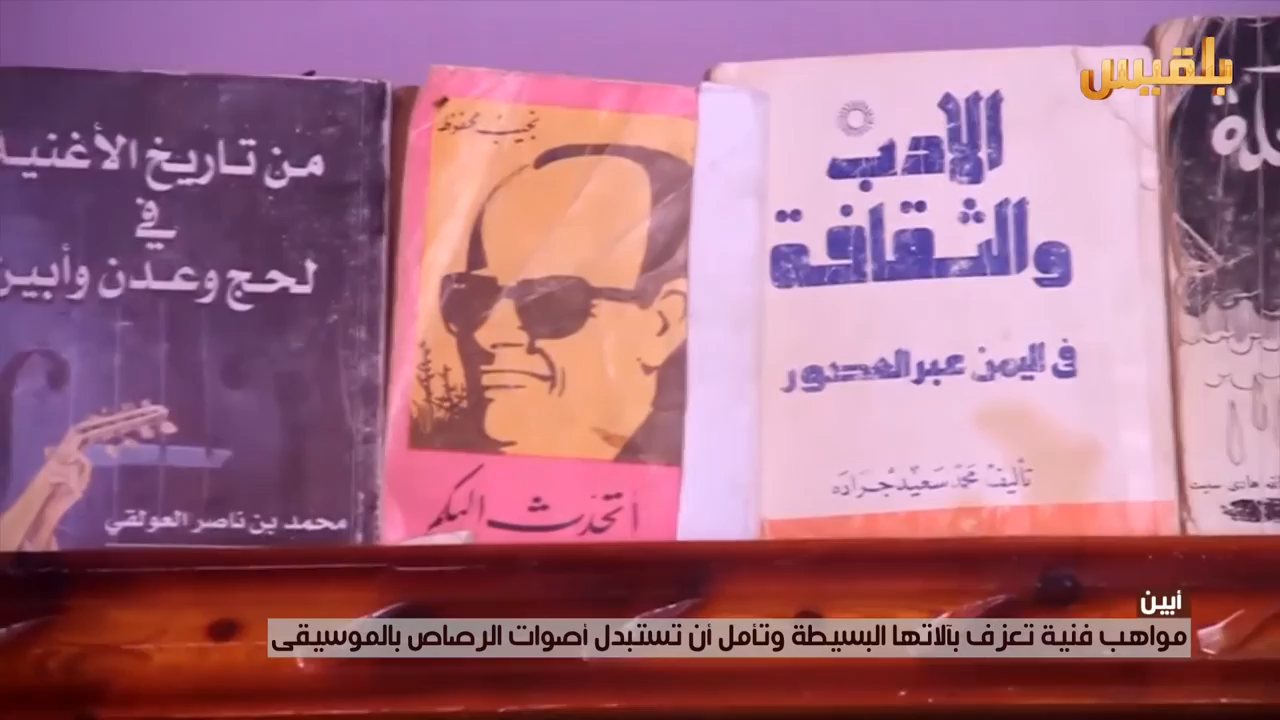 بلقيس
من تاريخ الأغنية
في
لحج وعدن وأبين
محمد بن ناصر العولقي
نجيب محفوظ
أتحدث إليكم
الأدب
والثقافة
في اليمن عبر العصور
تأليف محمد سعيد جراده
هادي سبيت
أبين
مواهب فنية تعزف بآلاتها البسيطة وتأمل أن تستبدل أصوات الرصاص بالموسيقى